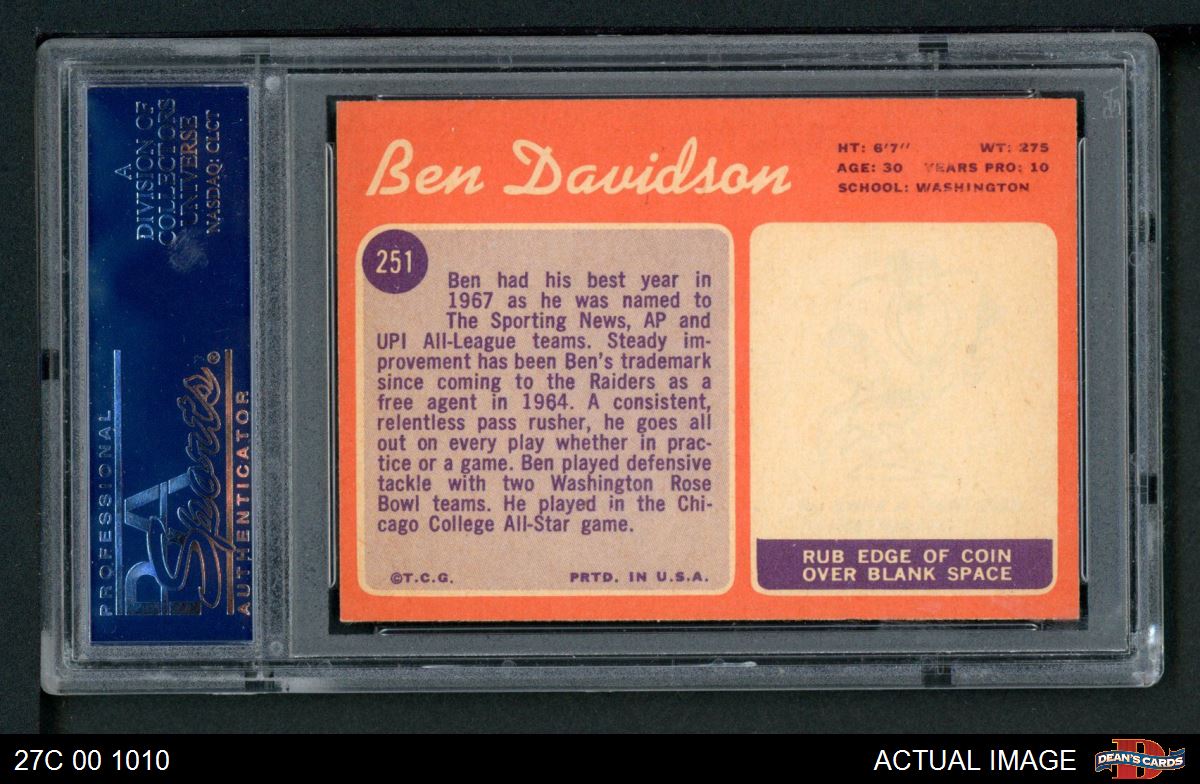 A
DIVISION OF
COLLECTORS
UNIVERSE
NASDAQ: CLCT
PROFESSIONAL
PSA
Sports®
AUTHENTICATOR
Ben Davidson
HT: 6'7" WT: 275
AGE: 30 YEARS PRO: 10
SCHOOL: WASHINGTON
251
Ben had his best year in
1967 as he was named to
The Sporting News, AP and
UPI All-League teams. Steady im-
provement has been Ben's trademark
since coming to the Raiders as a
free agent in 1964. A consistent,
relentless pass rusher, he goes all
out on every play whether in prac-
tice or a game. Ben played defensive
tackle with two Washington Rose
Bowl teams. He played in the Chi-
cago College All-Star game.
©T.C.G. PRTD. IN U.S.A.
RUB EDGE OF COIN
OVER BLANK SPACE
27C 00 1010
ACTUAL IMAGE
D
DEAN'S CARDS